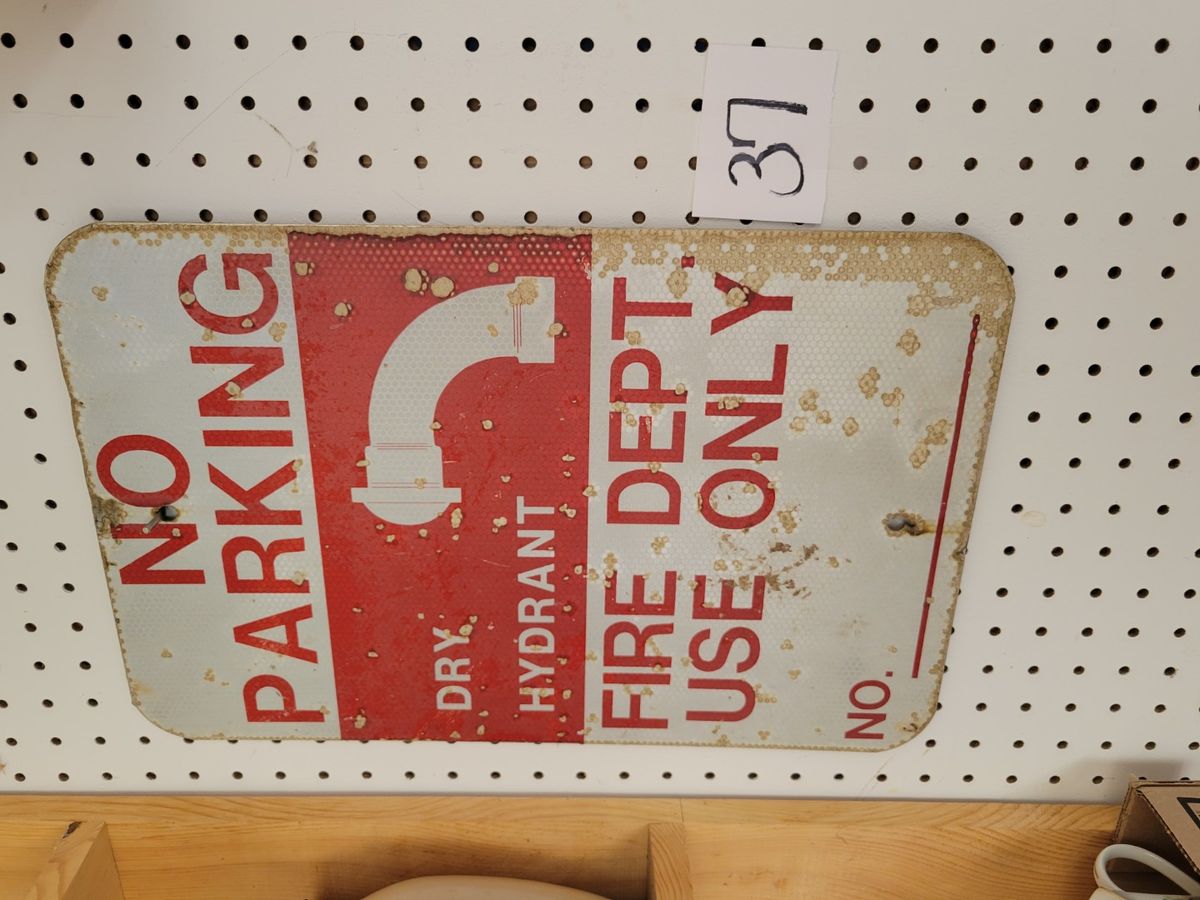 37
NO
PARKING
DRY
HYDRANT
FIRE DEPT.
USE ONLY
NO.